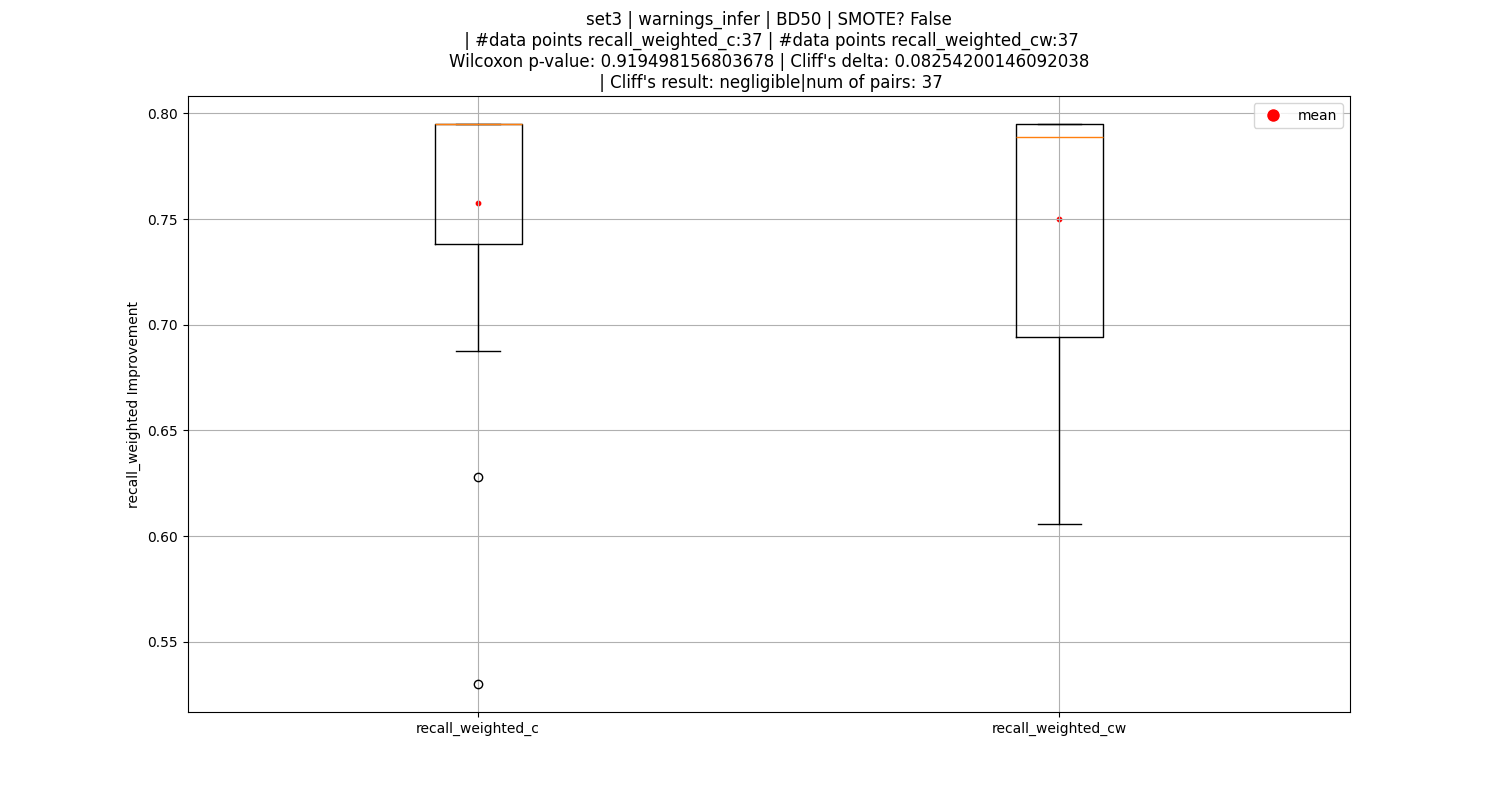 set3 | warnings_infer | BD50 | SMOTE? False
| #data points recall_weighted_c:37 | #data points recall_weighted_cw:37
Wilcoxon p-value: 0.919498156803678 | Cliff's delta: 0.08254200146092038
| Cliff's result: negligible|num of pairs: 37
mean
0.80
0.75
0.70
0.65
0.60
0.55
recall_weighted Improvement
recall_weighted_c
recall_weighted_cw